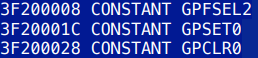 3F200008 CONSTANT GPFSEL2
3F20001C CONSTANT GPSET0
3F200028 CONSTANT GPCLR0